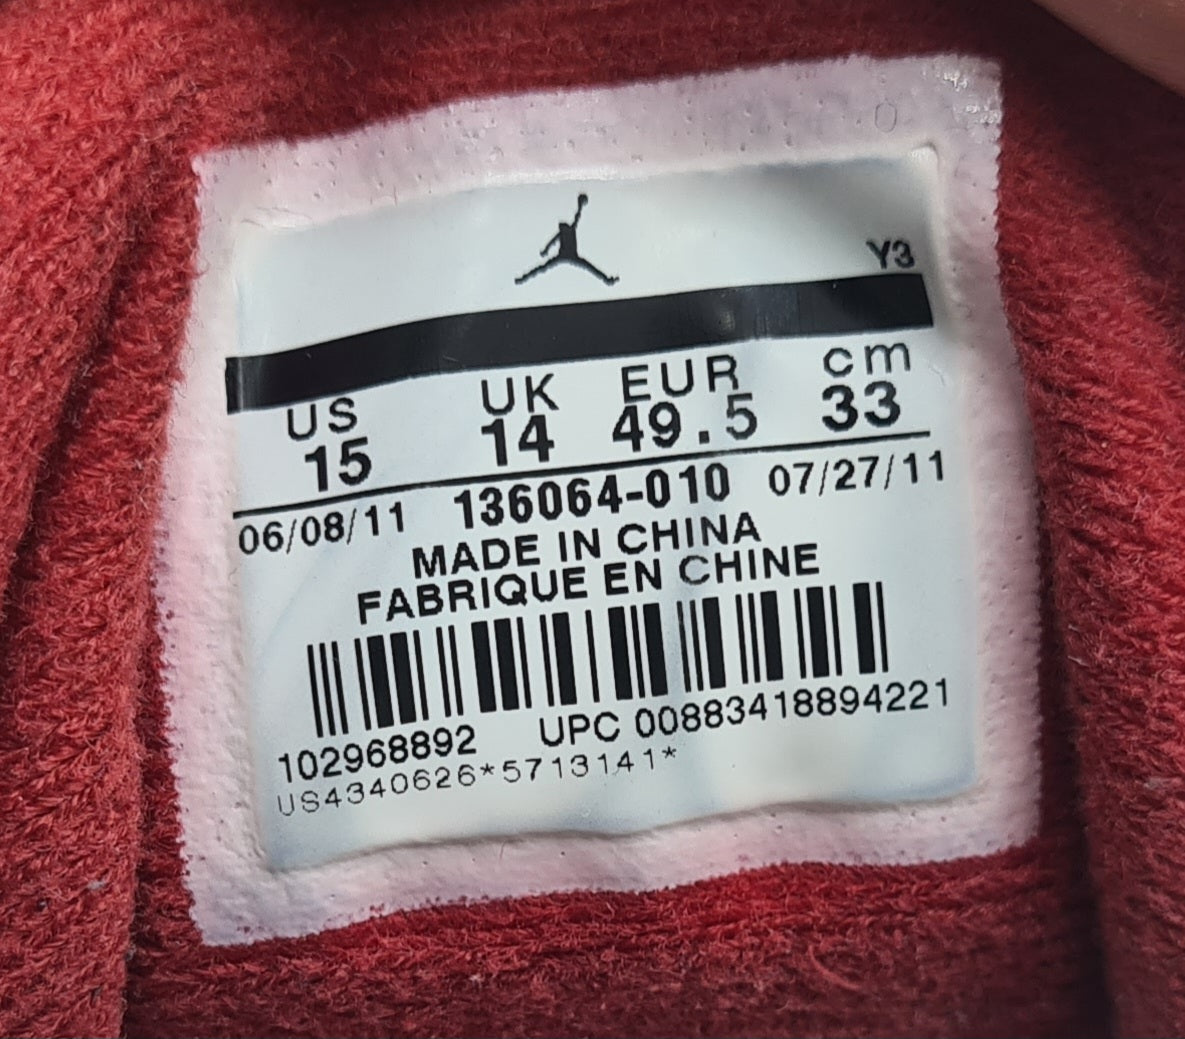 Y3
US UK EUR cm
15 14 49.5 33
06/08/11 136064-010 07/27/11
MADE IN CHINA
FABRIQUE EN CHINE
102968892 UPC 00883418894221
US4340626*5713141*